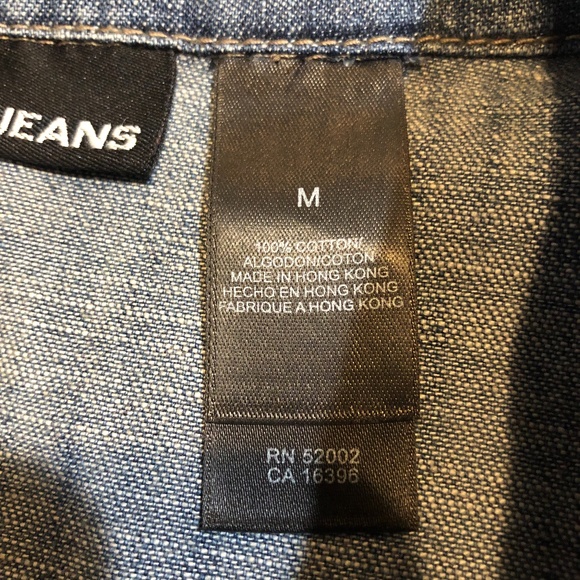 JEANS
M
100% COTTON/
ALGODON/COTON
MADE IN HONG KONG
HECHO EN HONG KONG
FABRIQUE A HONG KONG
RN 52002
CA 16396